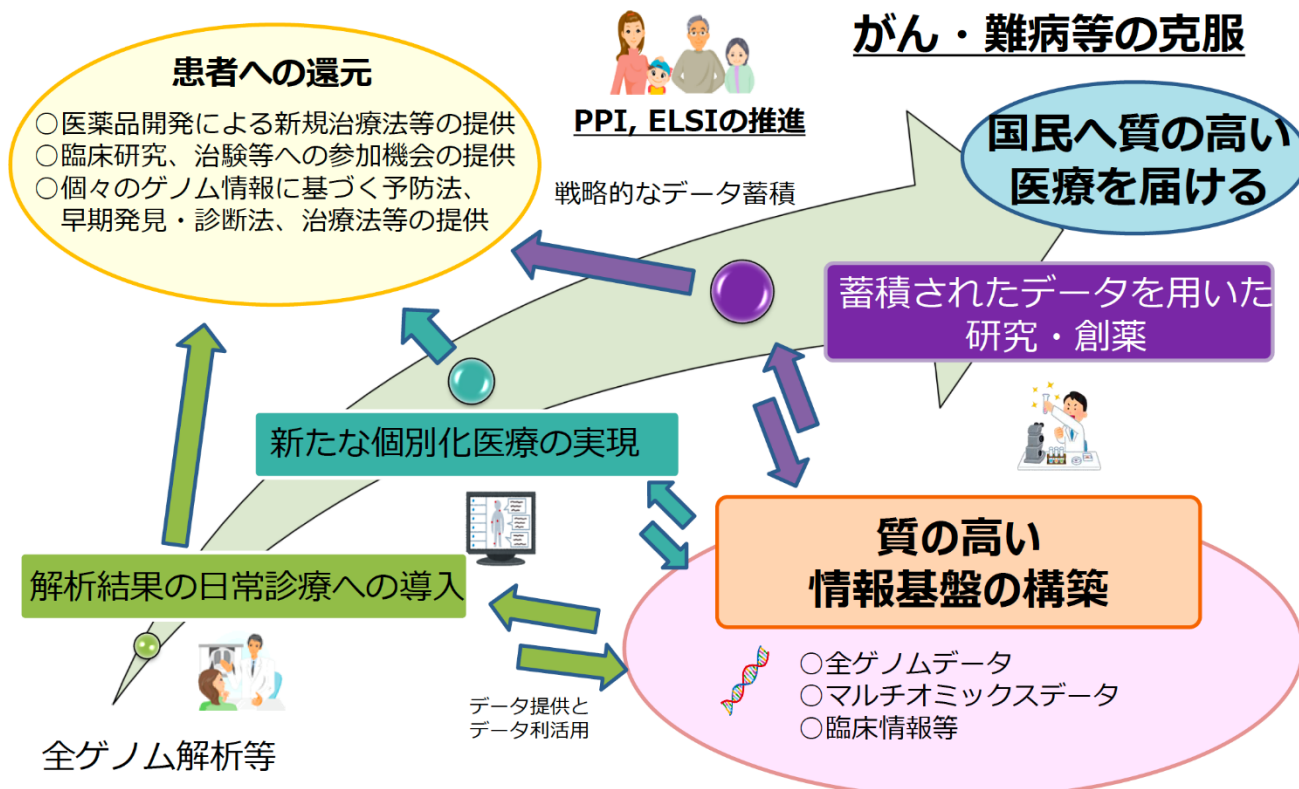 がん・難病等の克服
患者への還元
○医薬品開発による新規治療法等の提供
○臨床研究、治験等への参加機会の提供
○個々のゲノム情報に基づく予防法、
早期発見・診断法、治療法等の提供
PPI, ELSIの推進
国民へ質の高い
医療を届ける
戦略的なデータ蓄積
蓄積されたデータを用いた
研究・創薬
新たな個別化医療の実現
質の高い
情報基盤の構築
解析結果の日常診療への導入
○全ゲノムデータ
○マルチオミックスデータ
○臨床情報等
データ提供と
データ利活用
全ゲノム解析等